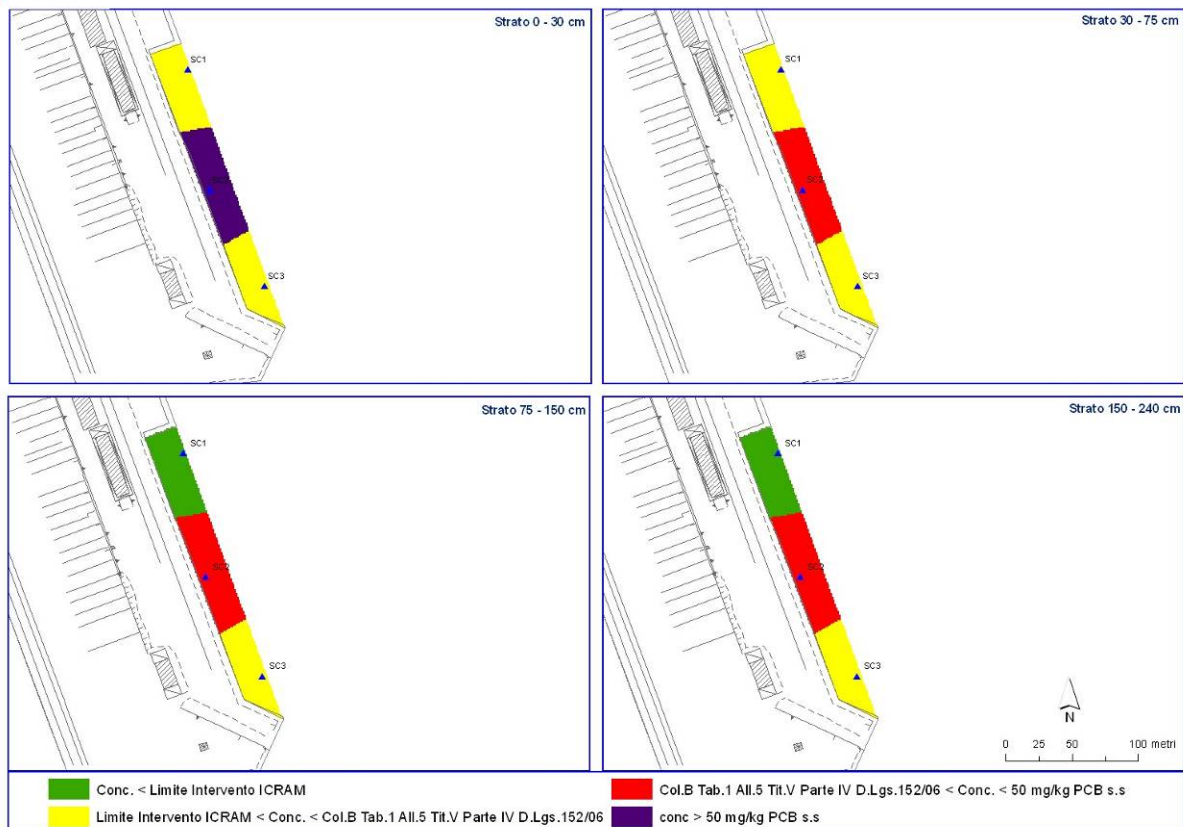 Strato 0 - 30 cm
SC1
SC2
SC3
Strato 30 - 75 cm
SC1
SC2
SC3
Strato 75 - 150 cm
SC1
SC2
SC3
Strato 150 - 240 cm
SC1
SC2
SC3
N
0 25 50 100 metri
Conc. < Limite Intervento ICRAM
Col.B Tab.1 All.5 Tit.V Parte IV D.Lgs.152/06 < Conc. < 50 mg/kg PCB s.s
Limite Intervento ICRAM < Conc. < Col.B Tab.1 All.5 Tit.V Parte IV D.Lgs.152/06
conc > 50 mg/kg PCB s.s